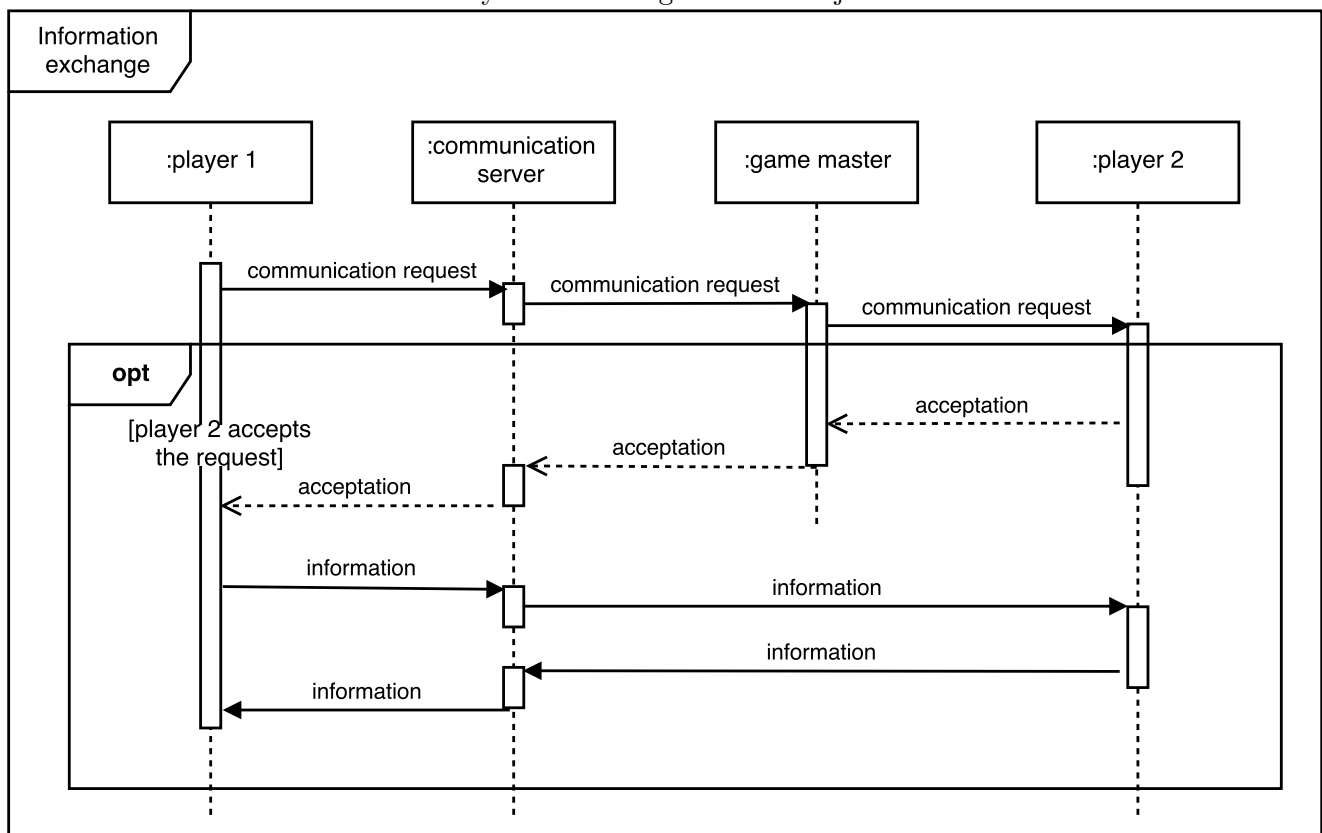 Information
exchange
:player 1
:communication
server
:game master
:player 2
communication request
communication request
communication request
opt
[player 2 accepts
the request]
acceptation
acceptation
acceptation
information
information
information
information